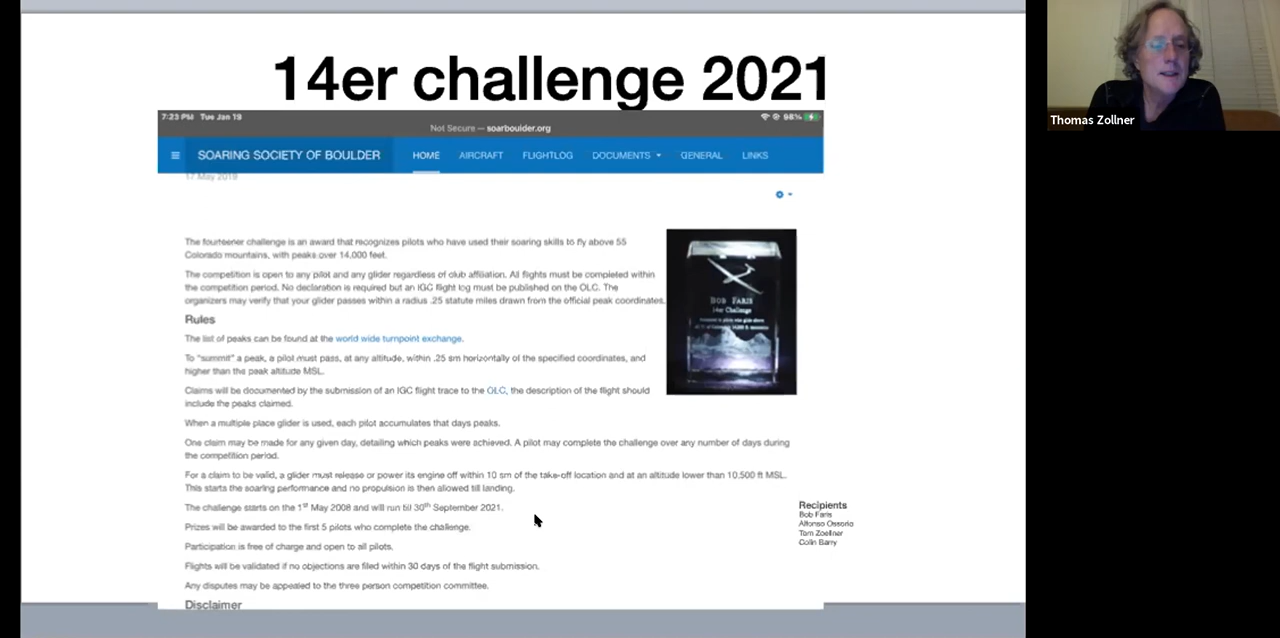 14er challenge 2021
7:23 PM Tue Jan 19
98%
Not Secure — soarboulder.org
SOARING SOCIETY OF BOULDER
HOME AIRCRAFT FLIGHTLOG DOCUMENTS GENERAL LINKS
17 May 2019
The fourteener challenge is an award that recognizes pilots who have used their soaring skills to fly above 55
Colorado mountains, with peaks over 14,000 feet.
The competition is open to any pilot and any glider regardless of club affiliation. All flights must be completed within
the competition period. No declaration is required but an IGC flight log must be published on the OLC. The
organizers may verify that your glider passes within a radius .25 statute miles drawn from the official peak coordinates.
BOB FARIS
14er Challenge
Rules
The list of peaks can be found at the world wide turnpoint exchange.
To "summit" a peak, a pilot must pass, at any altitude, within .25 sm horizontally of the specified coordinates, and
higher than the peak altitude MSL.
Claims will be documented by the submission of an IGC flight trace to the OLC, the description of the flight should
include the peaks claimed.
When a multiple place glider is used, each pilot accumulates that days peaks.
One claim may be made for any given day, detailing which peaks were achieved. A pilot may complete the challenge over any number of days during
the competition period.
For a claim to be valid, a glider must release or power its engine off within 10 sm of the take-off location and at an altitude lower than 10,500 ft MSL.
This starts the soaring performance and no propulsion is then allowed till landing.
The challenge starts on the 1st May 2008 and will run till 30th September 2021.
Prizes will be awarded to the first 5 pilots who complete the challenge.
Participation is free of charge and open to all pilots.
Flights will be validated if no objections are filed within 30 days of the flight submission.
Any disputes may be appealed to the three person competition committee.
Disclaimer
Recipients
Bob Faris
Alfonso Ossorio
Tom Zoellner
Colin Barry
Thomas Zollner